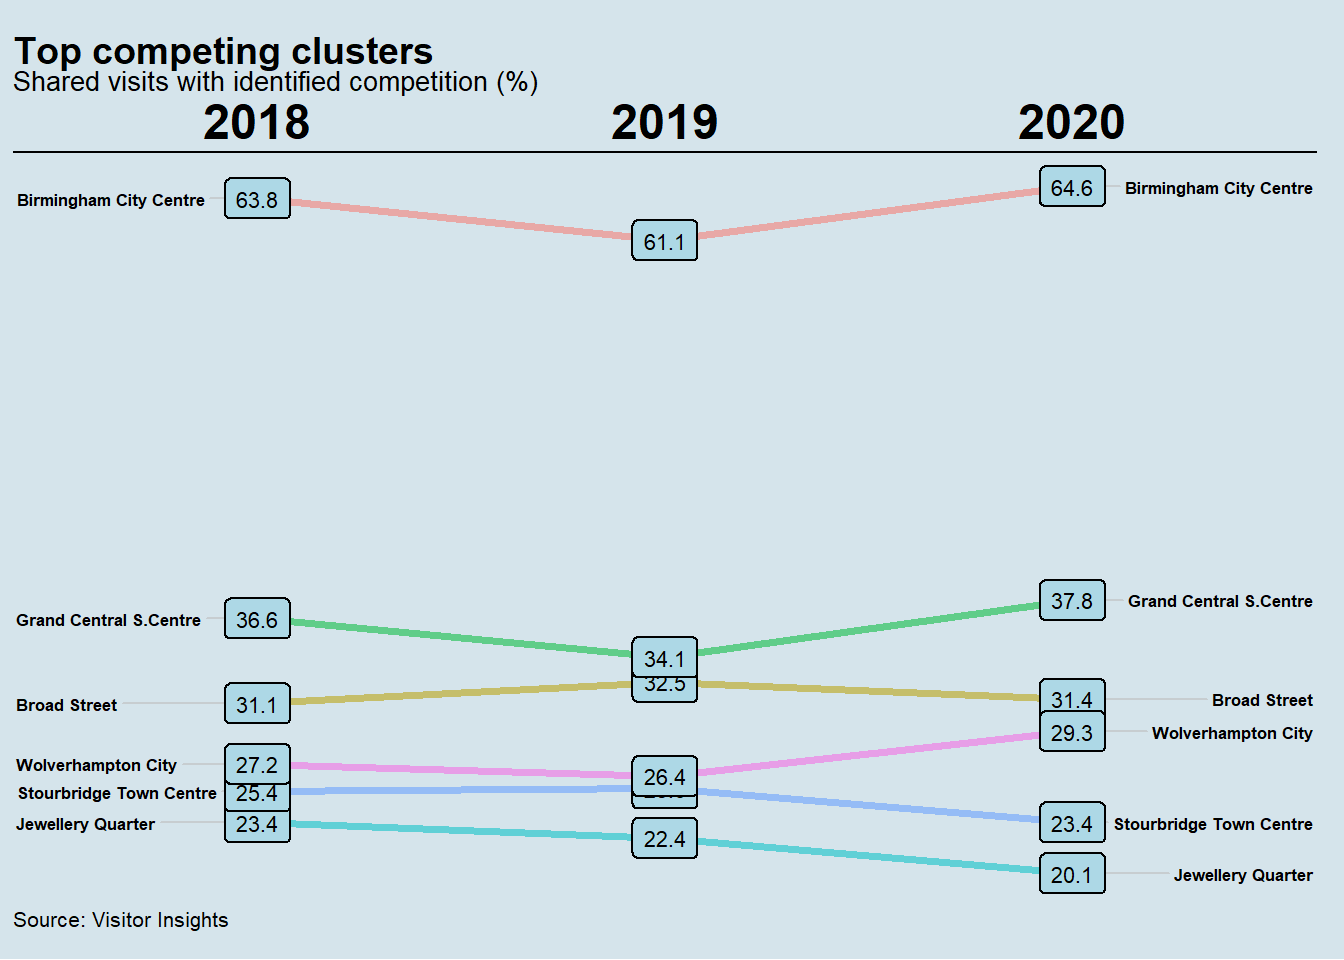 Top competing clusters
Shared visits with identified competition (%)
2018 2019 2020
Birmingham City Centre 63.8 61.1 64.6 Birmingham City Centre
Grand Central S.Centre 36.6 34.1 37.8 Grand Central S.Centre
Broad Street 31.1 32.5 31.4 Broad Street
Wolverhampton City 27.2 26.4 29.3 Wolverhampton City
Stourbridge Town Centre 25.4 23.4 Stourbridge Town Centre
Jewellery Quarter 23.4 22.4 20.1 Jewellery Quarter
Source: Visitor Insights